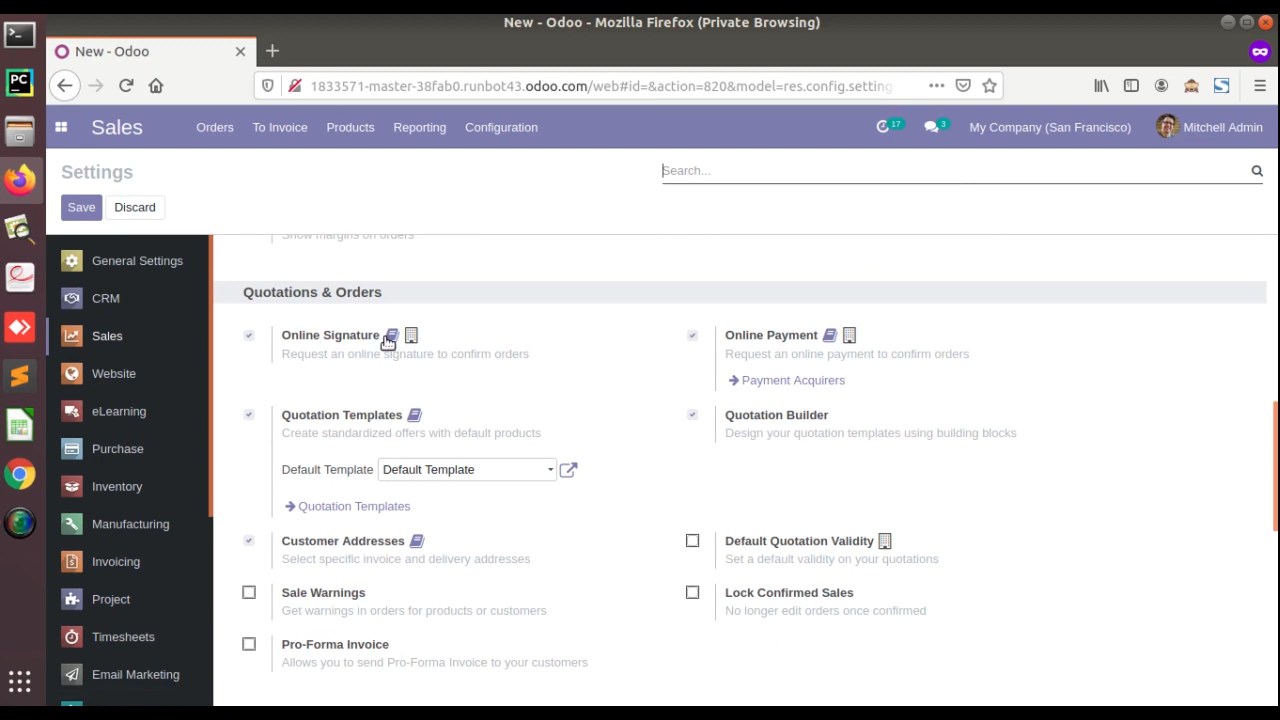 New - Odoo - Mozilla Firefox (Private Browsing)
New - Odoo
1833571-master-38fabf.runbot43.odoo.com/web#id=&action=820&model=res.config.setting
PC
Sales
Orders
To Invoice
Products
Reporting
Configuration
17
3
My Company (San Francisco)
Mitchell Admin
Settings
Search...
Save
Discard
General Settings
CRM
Sales
Website
eLearning
Purchase
Inventory
Manufacturing
Invoicing
Project
Timesheets
Email Marketing
Show margins on orders
Quotations & Orders
Online Signature
Request an online signature to confirm orders
Online Payment
Request an online payment to confirm orders
Payment Acquirers
Quotation Templates
Create standardized offers with default products
Default Template
Default Template
Quotation Templates
Quotation Builder
Design your quotation templates using building blocks
Customer Addresses
Select specific invoice and delivery addresses
Default Quotation Validity
Set a default validity on your quotations
Sale Warnings
Get warnings in orders for products or customers
Lock Confirmed Sales
No longer edit orders once confirmed
Pro-Forma Invoice
Allows you to send Pro-Forma Invoice to your customers